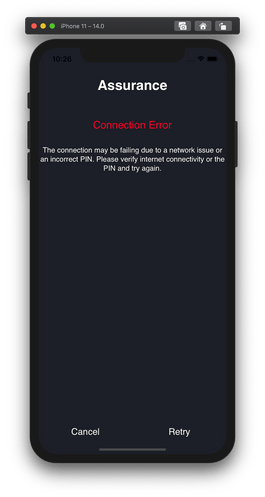 iPhone 11 – 14.0
10:26
Assurance
Connection Error
The connection may be failing due to a network issue or
an incorrect PIN. Please verify internet connectivity or the
PIN and try again.
Cancel
Retry